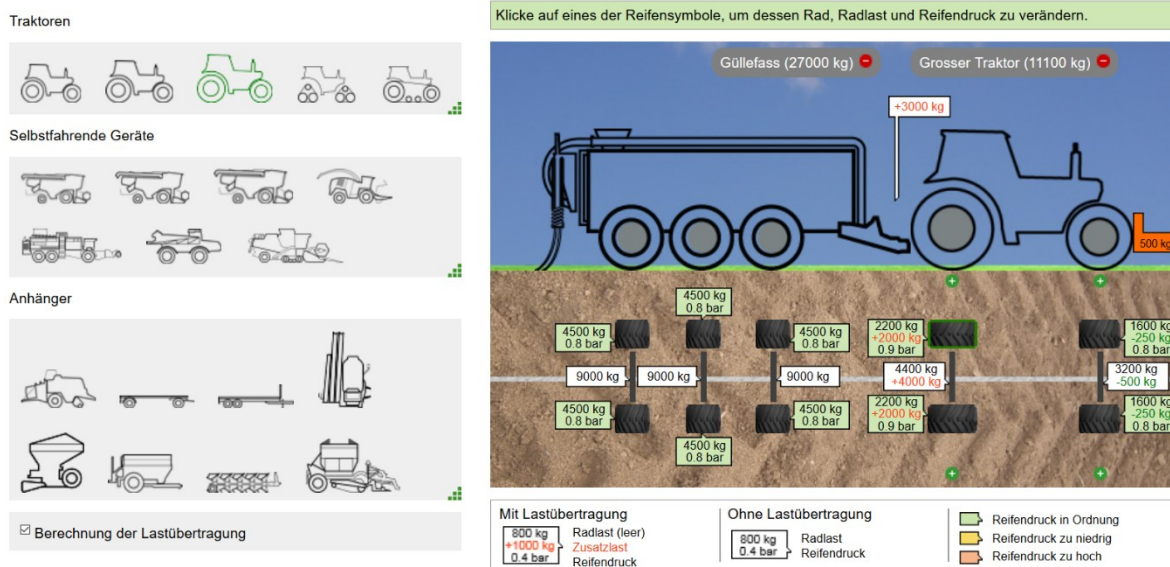 Traktoren
Selbstfahrende Geräte
Anhänger
Berechnung der Lastübertragung
Klicke auf eines der Reifensymbole, um dessen Rad, Radlast und Reifendruck zu verändern.
Güllefass (27000 kg)
Grosser Traktor (11100 kg)
+3000 kg
500 kg
4500 kg
0.8 bar
4500 kg
0.8 bar
4500 kg
0.8 bar
2200 kg
+2000 kg
0.9 bar
1600 kg
-250 kg
0.8 bar
9000 kg
9000 kg
9000 kg
4400 kg
+4000 kg
3200 kg
-500 kg
4500 kg
0.8 bar
4500 kg
0.8 bar
4500 kg
0.8 bar
2200 kg
+2000 kg
0.9 bar
1600 kg
-250 kg
0.8 bar
Mit Lastübertragung
800 kg
+1000 kg
0.4 bar
Radlast (leer)
Zusatzlast
Reifendruck
Ohne Lastübertragung
800 kg
0.4 bar
Radlast
Reifendruck
Reifendruck in Ordnung
Reifendruck zu niedrig
Reifendruck zu hoch